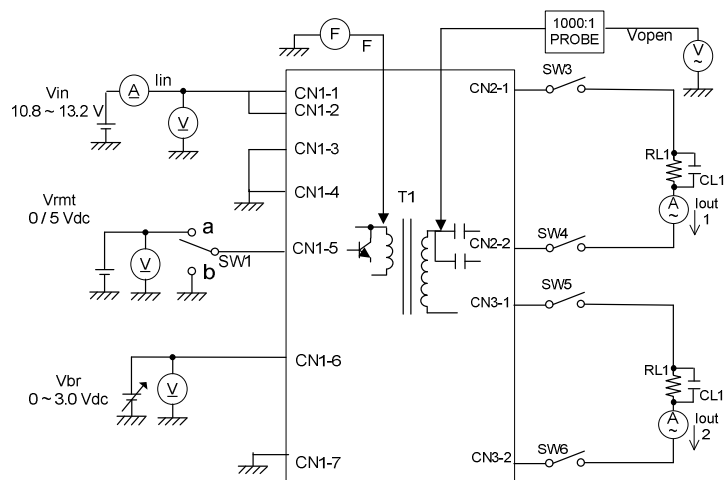 F
F
1000:1
PROBE
Vopen
V
~
Vin
10.8 ~ 13.2 V
A
Iin
V
CN1-1
CN1-2
CN1-3
CN1-4
CN2-1
SW3
RL1
CL1
A
~
Iout
1
Vrmt
0 / 5 Vdc
V
a
b
SW1
CN1-5
T1
CN2-2
SW4
CN3-1
SW5
Vbr
0 ~ 3.0 Vdc
V
CN1-6
RL1
CL1
A
~
Iout
2
CN1-7
CN3-2
SW6